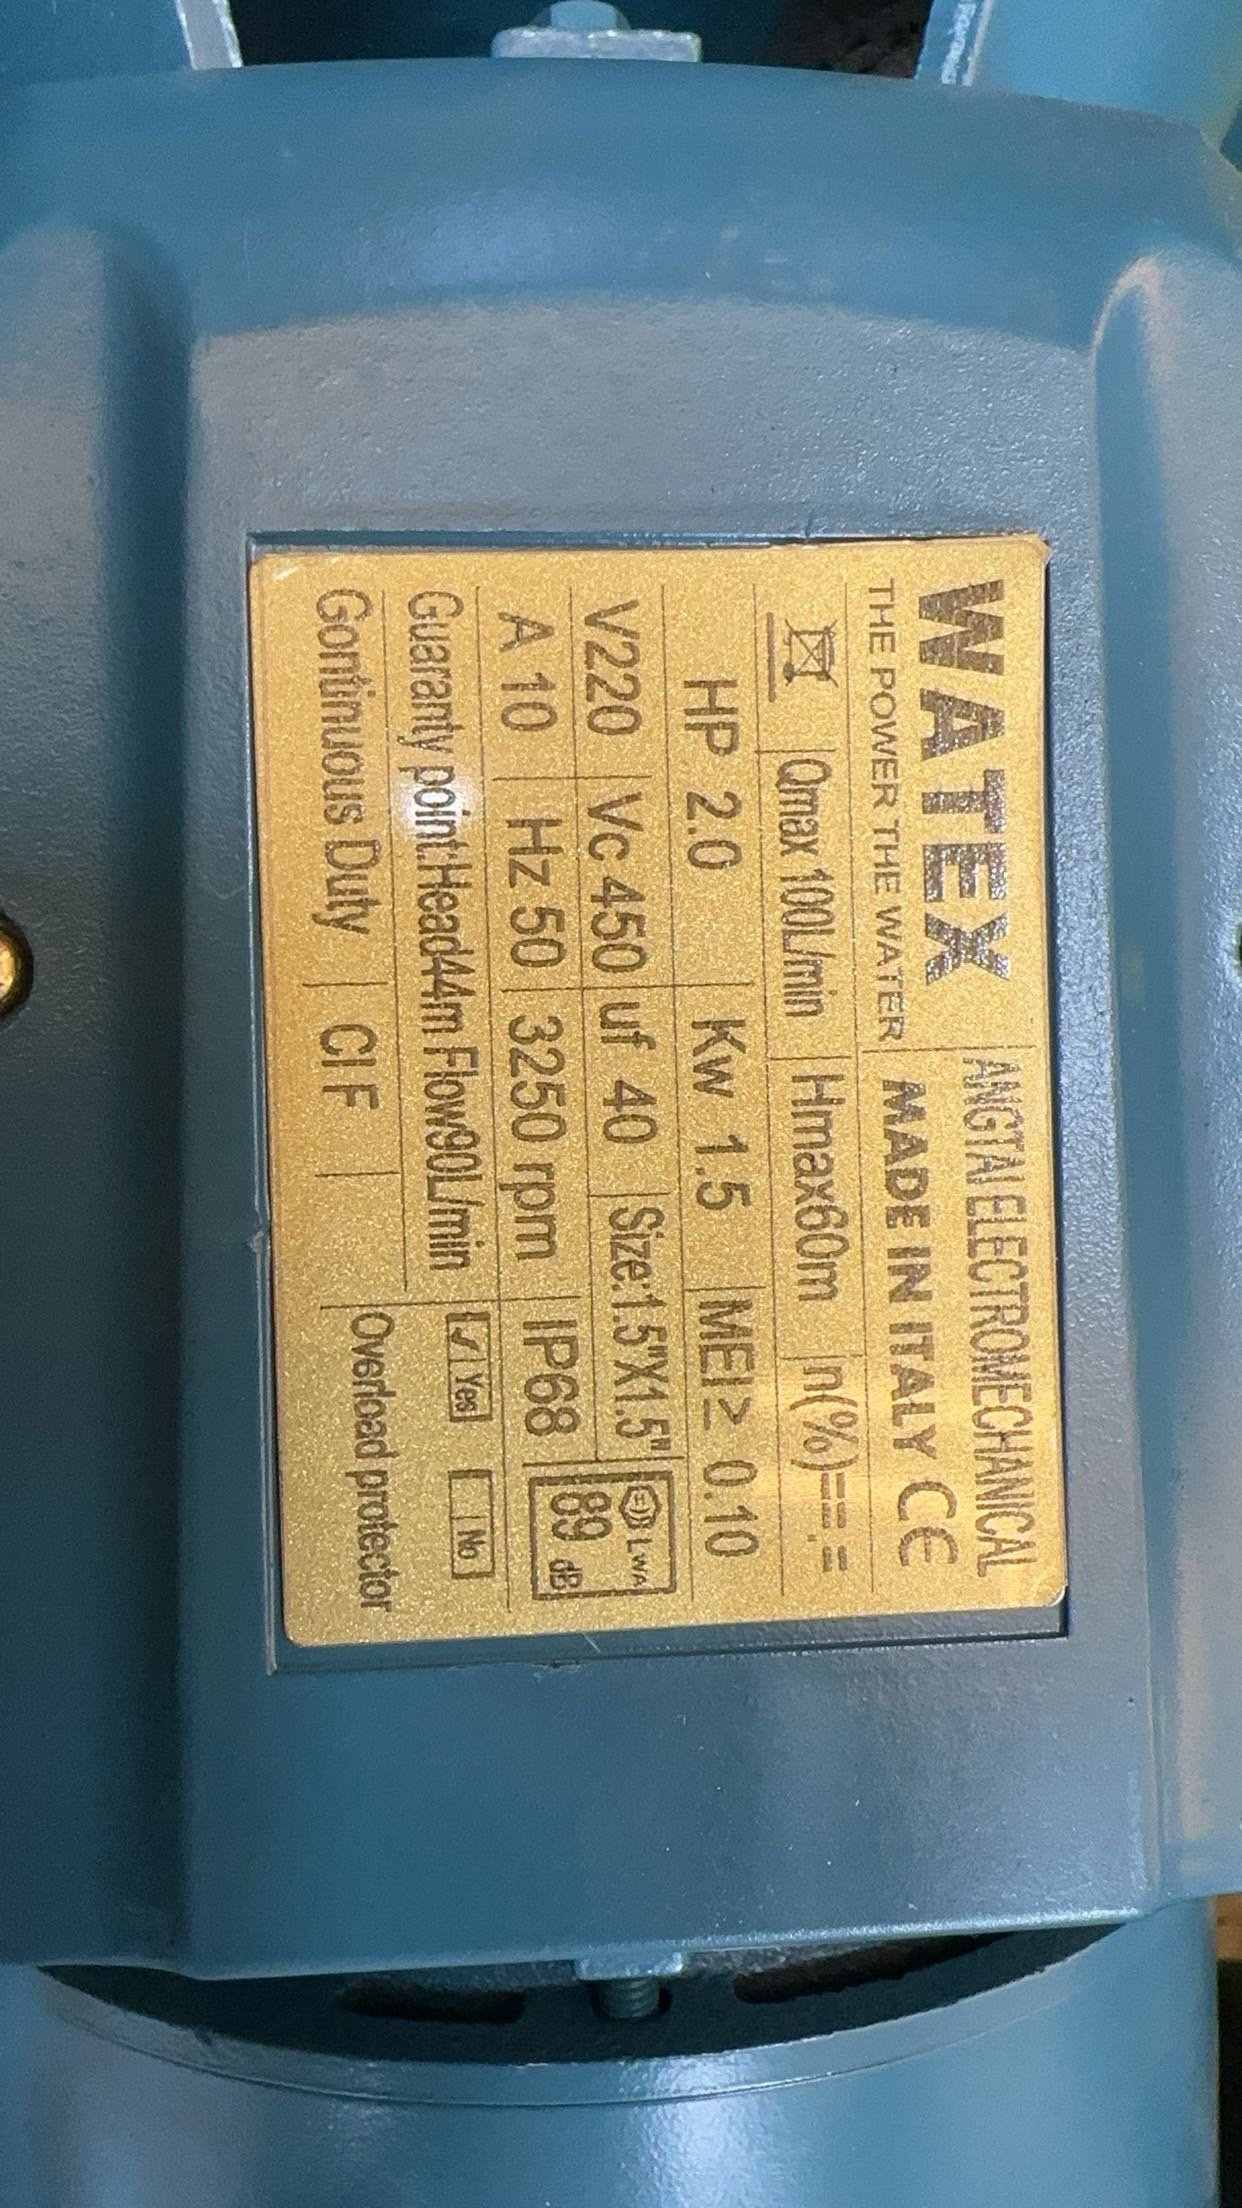 WATEX
THE POWER THE WATER
ANGTAI ELECTROMECHANICAL
MADE IN ITALY CE
Qmax 100L/min Hmax60m n(%)==.=
HP 2.0 Kw 1.5 MEI≥ 0.10
V220 Vc 450 uf 40 Size:1.5"X1.5"
LWA
89 dB
A 10 Hz 50 3250 rpm IP68
Guaranty point:Head44m Flow90L/min
✓ Yes No
Gontinuous Duty Cl F Overload protector